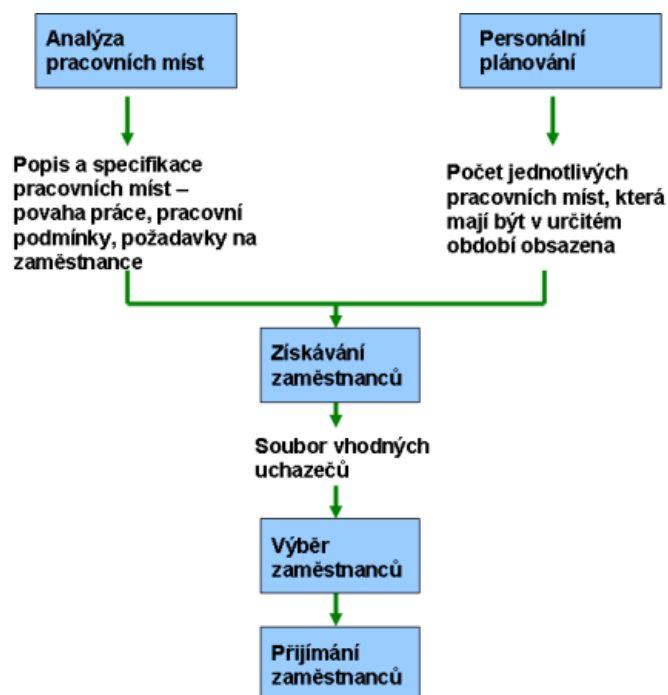 Analýza
pracovních míst
Personální
plánování
Popis a specifikace
pracovních míst –
povaha práce, pracovní
podmínky, požadavky na
zaměstnance
Počet jednotlivých
pracovních míst, která
mají být v určitém
období obsazena
Získávání
zaměstnanců
Soubor vhodných
uchazečů
Výběr
zaměstnanců
Přijímání
zaměstnanců